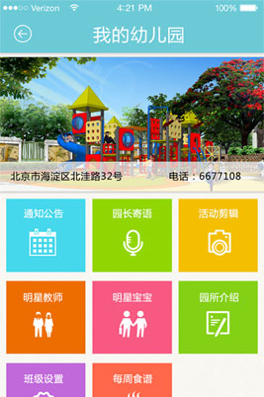 Verizon 4:21 PM 100%
我的幼儿园
北京市海淀区北洼路32号 电话：6677108
通知公告 园长寄语 活动剪辑
明星教师 明星宝宝 园所介绍
班级设置 每周食谱